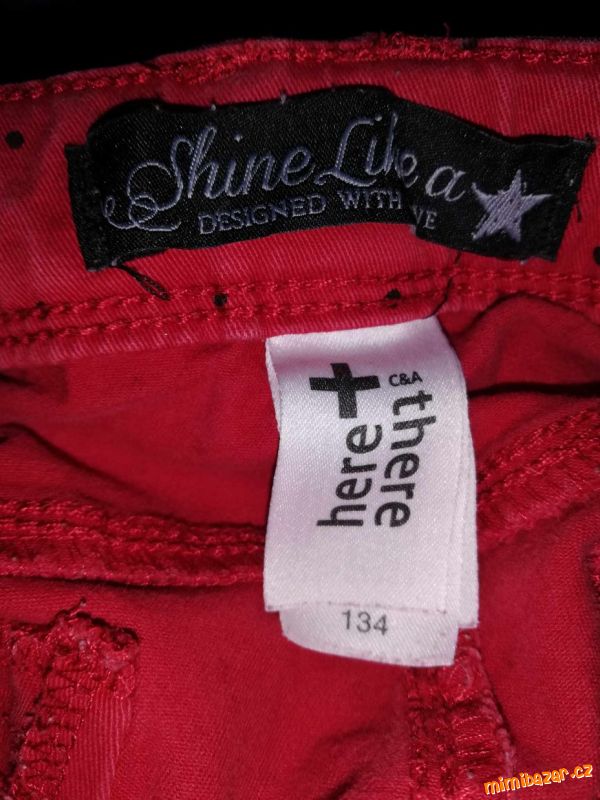 Shine Like a
DESIGNED WITH
C&A
here
there
134
mimibazar.cz